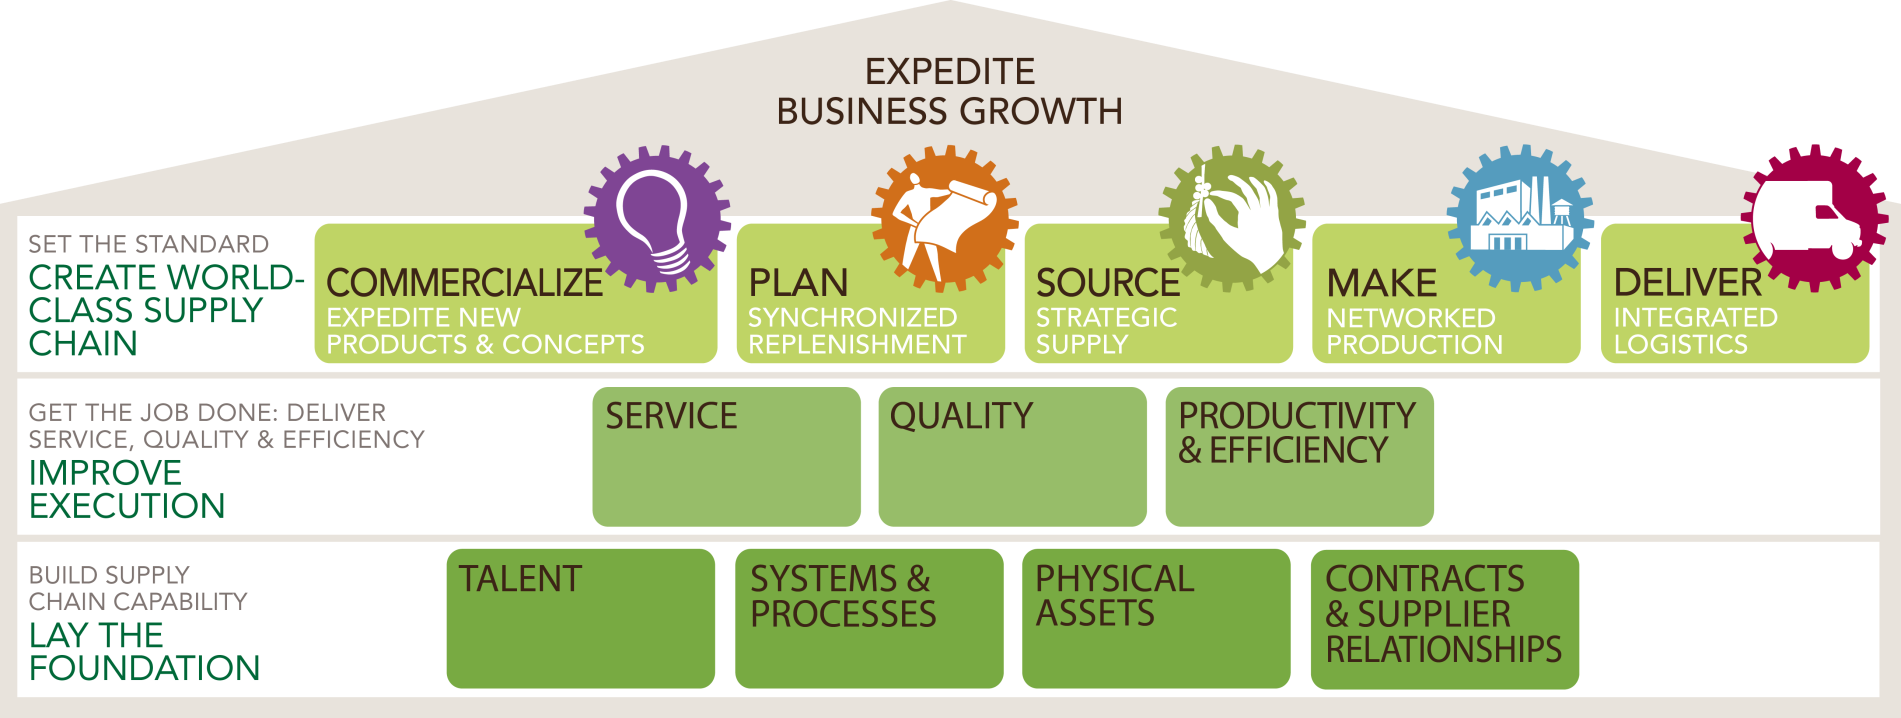 EXPEDITE
BUSINESS GROWTH
SET THE STANDARD
CREATE WORLD-
CLASS SUPPLY
CHAIN
COMMERCIALIZE
EXPEDITE NEW
PRODUCTS & CONCEPTS
PLAN
SYNCHRONIZED
REPLENISHMENT
SOURCE
STRATEGIC
SUPPLY
MAKE
NETWORKED
PRODUCTION
DELIVER
INTEGRATED
LOGISTICS
GET THE JOB DONE: DELIVER
SERVICE, QUALITY & EFFICIENCY
IMPROVE
EXECUTION
SERVICE
QUALITY
PRODUCTIVITY
& EFFICIENCY
BUILD SUPPLY
CHAIN CAPABILITY
LAY THE
FOUNDATION
TALENT
SYSTEMS &
PROCESSES
PHYSICAL
ASSETS
CONTRACTS
& SUPPLIER
RELATIONSHIPS